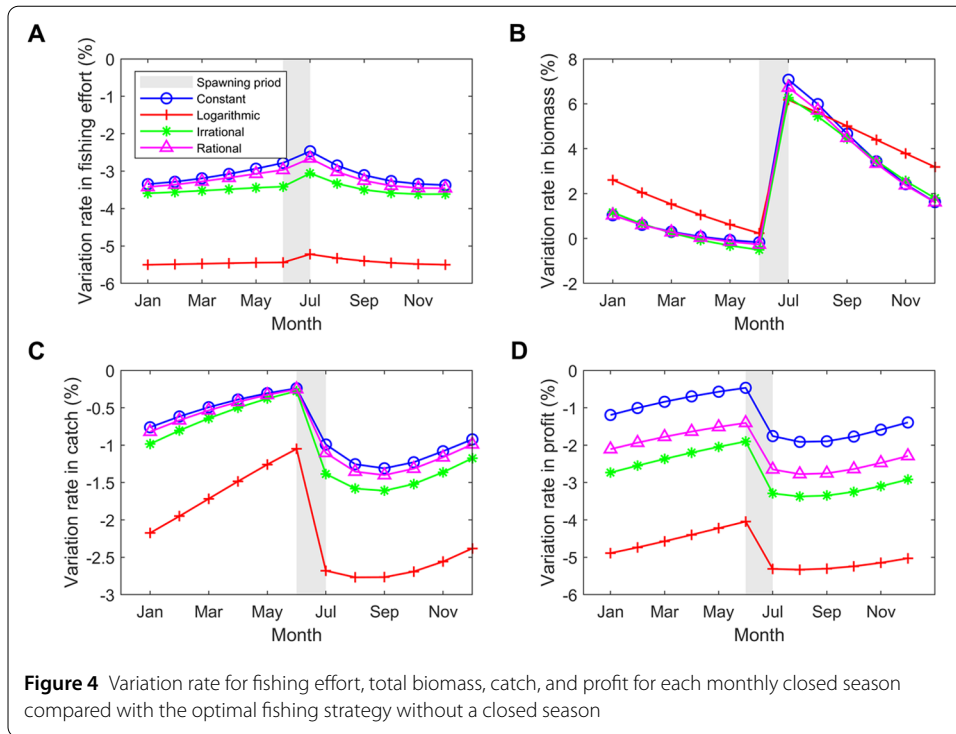 A
Variation rate in fishing effort (%)
0
-1
-2
-3
-4
-5
-6
Spawning priod
Constant
Logarithmic
Irrational
Rational
Jan Mar May Jul Sep Nov
Month
B
Variation rate in biomass (%)
8
6
4
2
0
-2
Jan Mar May Jul Sep Nov
Month
C
Variation rate in catch (%)
0
-0.5
-1
-1.5
-2
-2.5
-3
Jan Mar May Jul Sep Nov
Month
D
Variation rate in profit (%)
0
-1
-2
-3
-4
-5
-6
Jan Mar May Jul Sep Nov
Month
Figure 4 Variation rate for fishing effort, total biomass, catch, and profit for each monthly closed season
compared with the optimal fishing strategy without a closed season